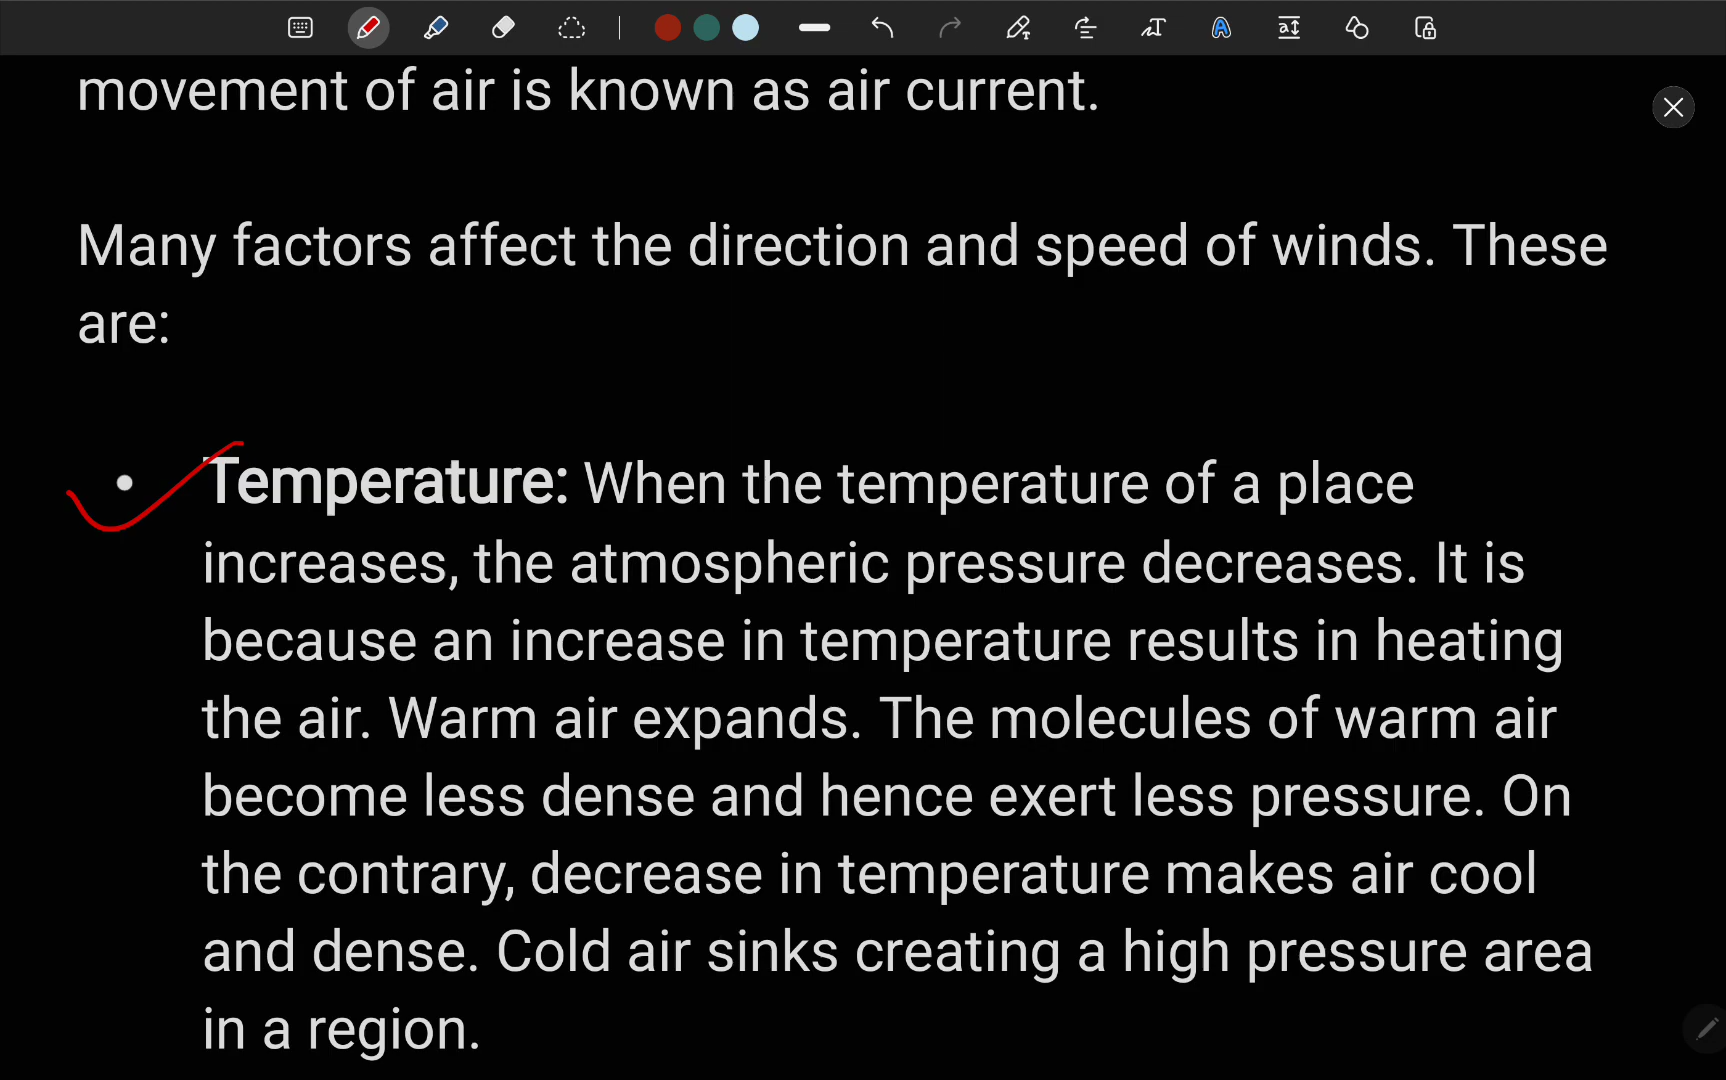 movement of air is known as air current.
Many factors affect the direction and speed of winds. These
are:
• Temperature: When the temperature of a place
increases, the atmospheric pressure decreases. It is
because an increase in temperature results in heating
the air. Warm air expands. The molecules of warm air
become less dense and hence exert less pressure. On
the contrary, decrease in temperature makes air cool
and dense. Cold air sinks creating a high pressure area
in a region.